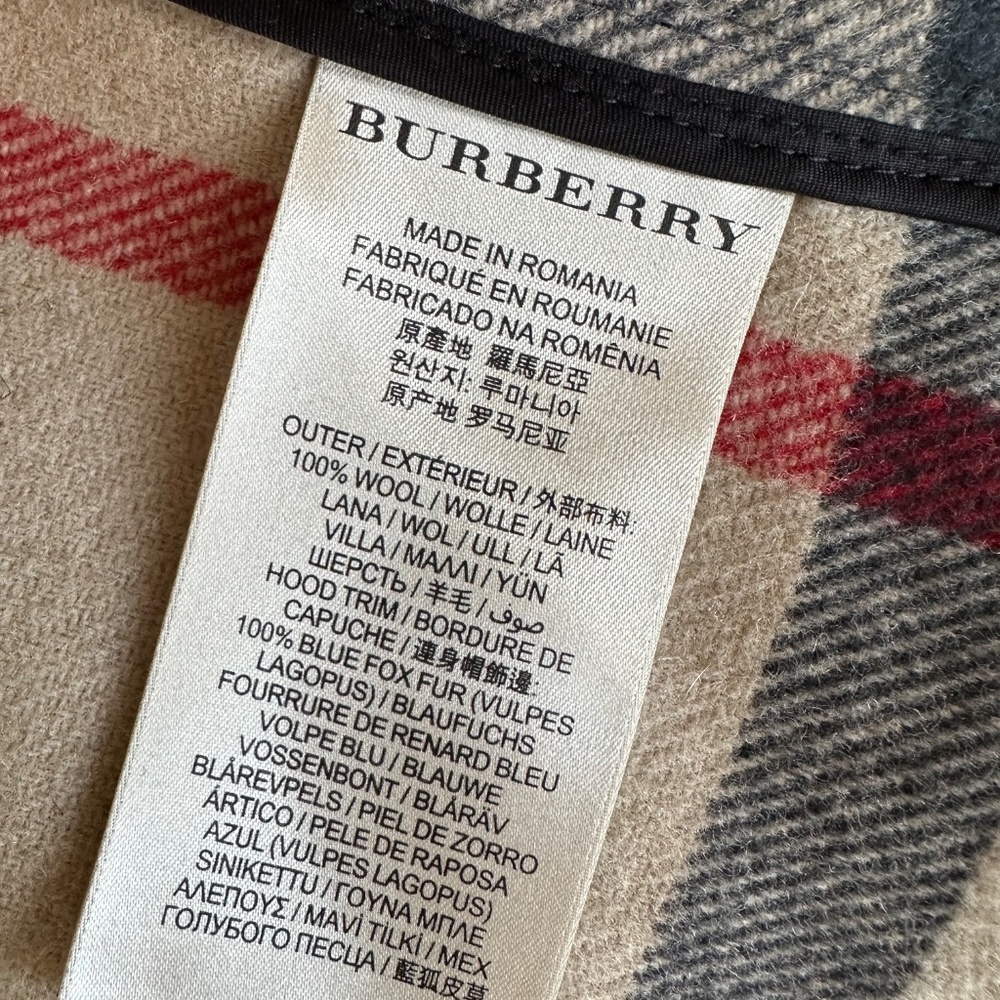 BURBERRY
MADE IN ROMANIA
FABRIQUÉ EN ROUMANIE
FABRICADO NA ROMÊNIA
原產地 羅馬尼亞
원산지: 루마니아
原产地 罗马尼亚
OUTER / EXTÉRIEUR / 外部布料:
100% WOOL / WOLLE / LAINE
LANA / WOL / ULL / LÃ
VILLA / ΜΑΛΛΙ / YÜN
ШЕРСТЬ / 羊毛 / صوف
HOOD TRIM / BORDURE DE
CAPUCHE / 連身帽飾邊:
100% BLUE FOX FUR (VULPES
LAGOPUS) / BLAUFUCHS
FOURRURE DE RENARD BLEU
VOLPE BLU / BLAUWE
VOSSENBONT / BLÅRÄV
BLÅREVPELS / PIEL DE ZORRO
ÁRTICO / PELE DE RAPOSA
AZUL (VULPES LAGOPUS)
SINIKETTU / ΓΟΥΝΑ ΜΠΛΕ
ΑΛΕΠΟΥΣ / MAVİ TİLKİ / МЕХ
ГОЛУБОГО ПЕСЦА / 藍狐皮草